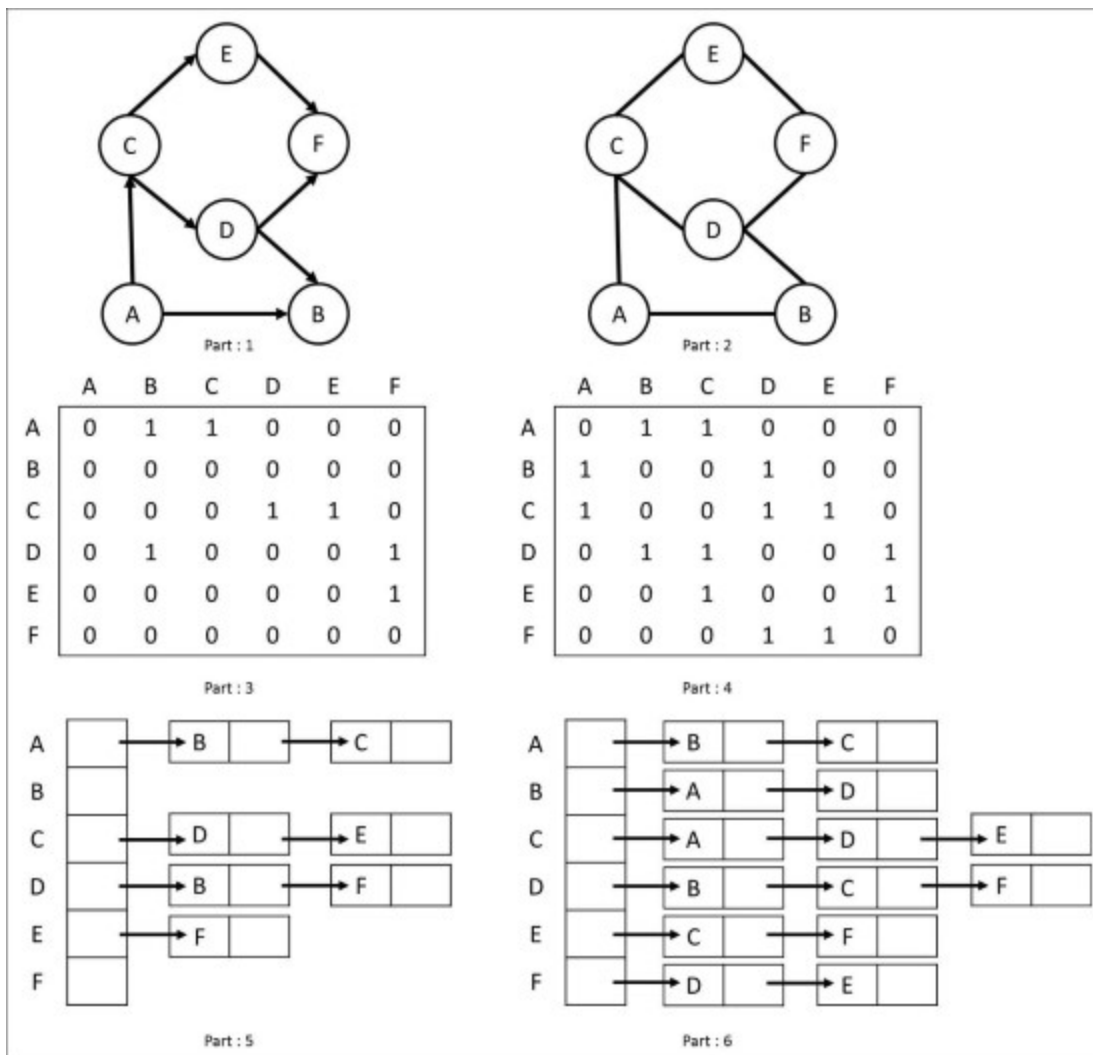 E
E
C
F
C
F
D
D
A
B
A
B
Part : 1
Part : 2
A B C D E F
A B C D E F
A 0 1 1 0 0 0
A 0 1 1 0 0 0
B 0 0 0 0 0 0
B 1 0 0 1 0 0
C 0 0 0 1 1 0
C 1 0 0 1 1 0
D 0 1 0 0 0 1
D 0 1 1 0 0 1
E 0 0 0 0 0 1
E 0 0 1 0 0 1
F 0 0 0 0 0 0
F 0 0 0 1 1 0
Part : 3
Part : 4
A B C
A B C
B
B A D
C D E
C A D E
D B F
D B C F
E F
E C F
F
F D E
Part : 5
Part : 6